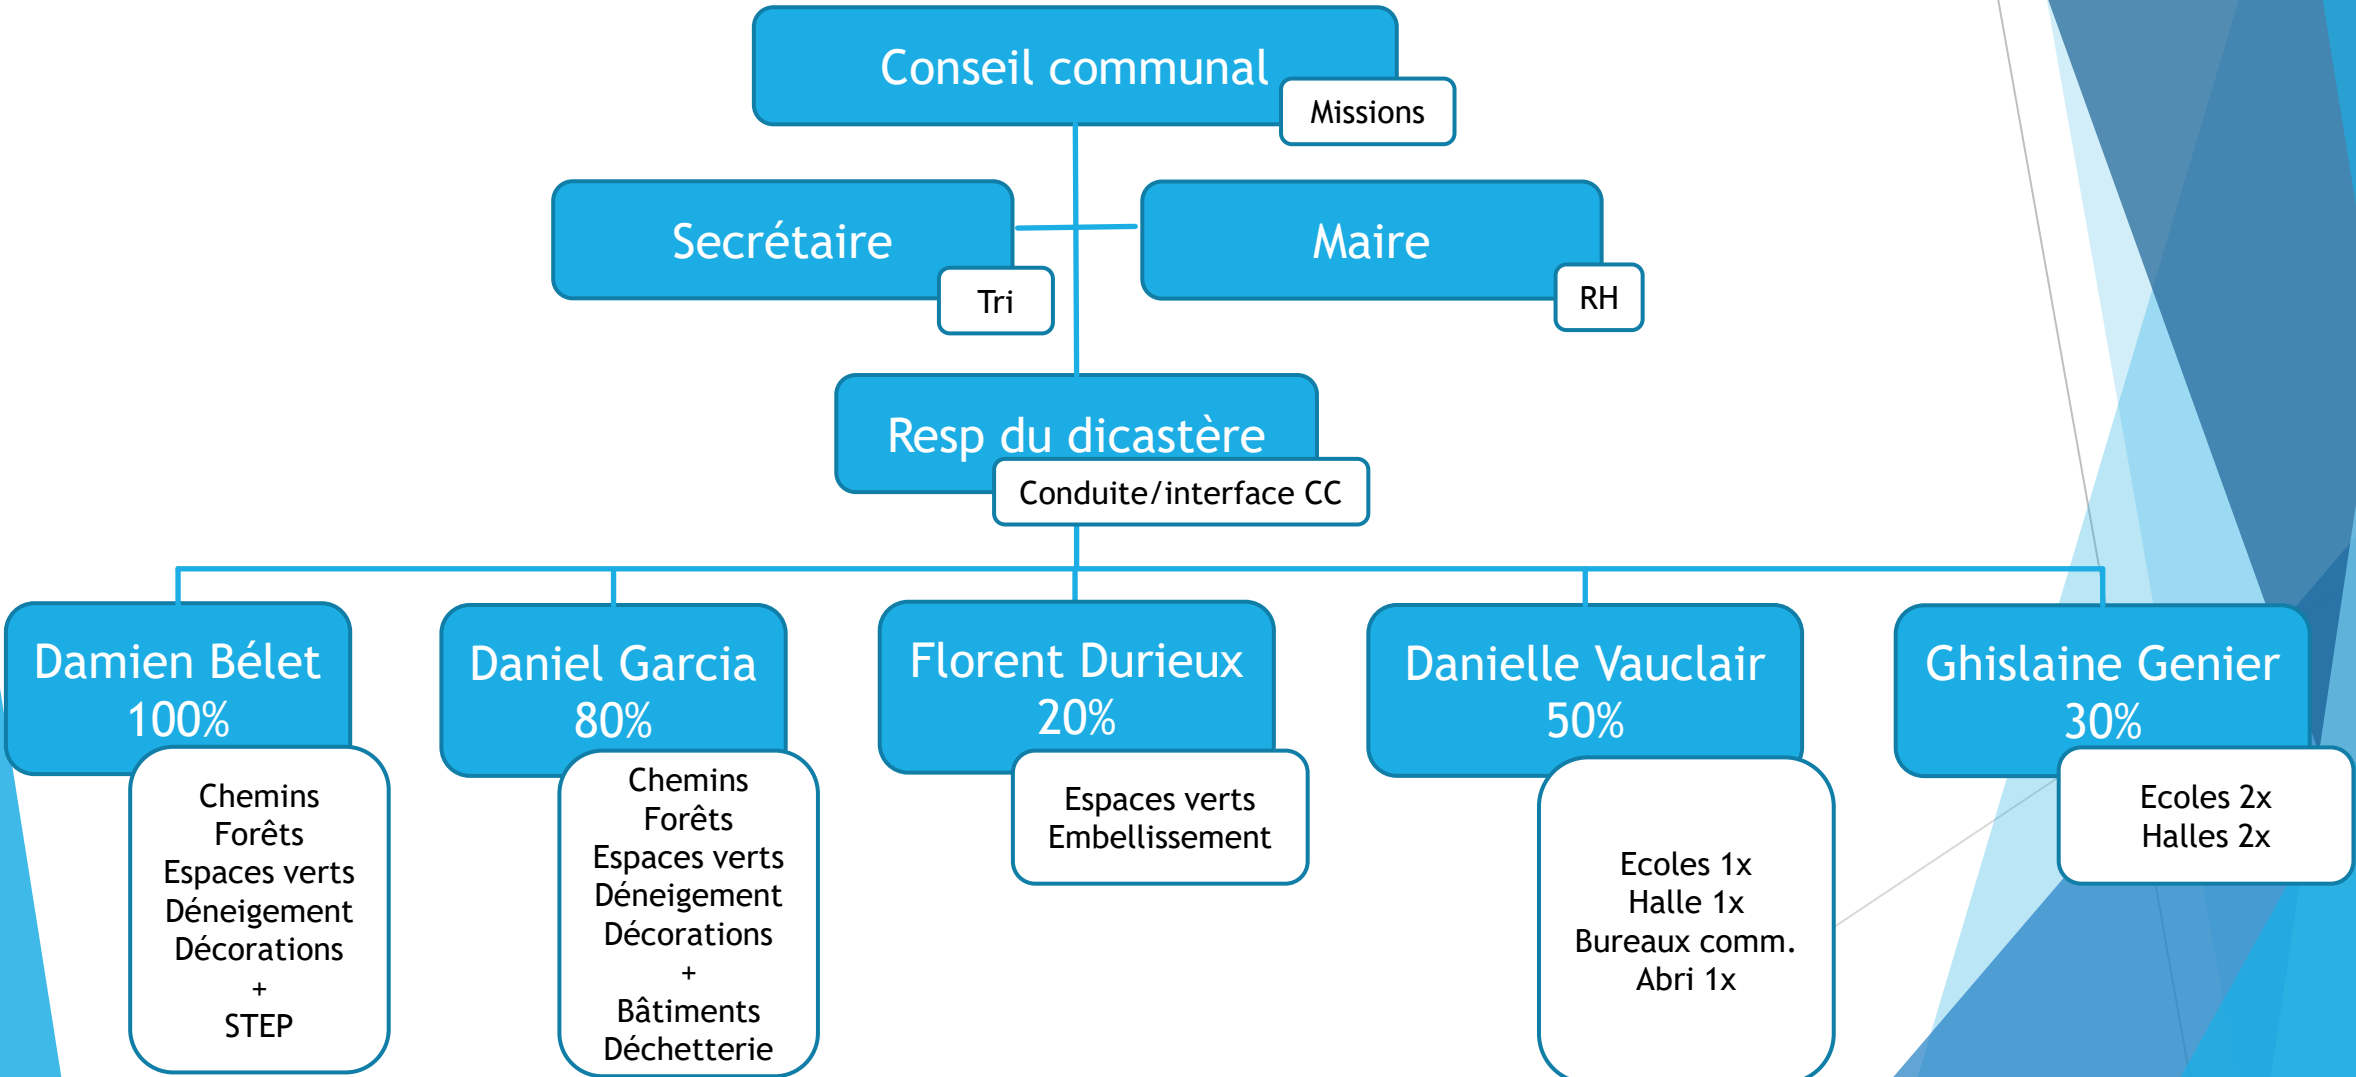 Conseil communal
Missions
Secrétaire
Tri
Maire
RH
Resp du dicastère
Conduite/interface CC
Damien Bélet
100%
Chemins
Forêts
Espaces verts
Déneigement
Décorations
+
STEP
Daniel Garcia
80%
Chemins
Forêts
Espaces verts
Déneigement
Décorations
+
Bâtiments
Déchetterie
Florent Durieux
20%
Espaces verts
Embellissement
Danielle Vauclair
50%
Ecoles 1x
Halle 1x
Bureaux comm.
Abri 1x
Ghislaine Genier
30%
Ecoles 2x
Halles 2x